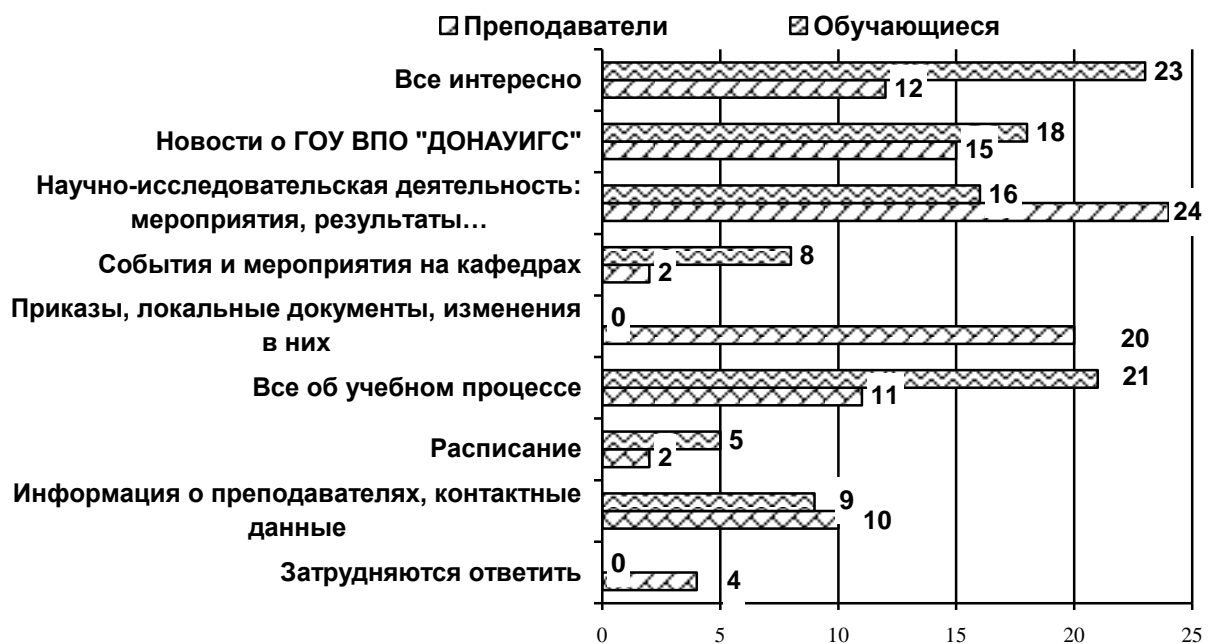 Преподаватели Обучающиеся
Все интересно
23
12
Новости о ГОУ ВПО "ДОНАУИГС"
18
15
Научно-исследовательская деятельность:
мероприятия, результаты…
16
24
События и мероприятия на кафедрах
8
2
Приказы, локальные документы, изменения
в них
0
20
Все об учебном процессе
21
11
Расписание
5
2
Информация о преподавателях, контактные
данные
9
10
Затрудняются ответить
0
4
0 5 10 15 20 25